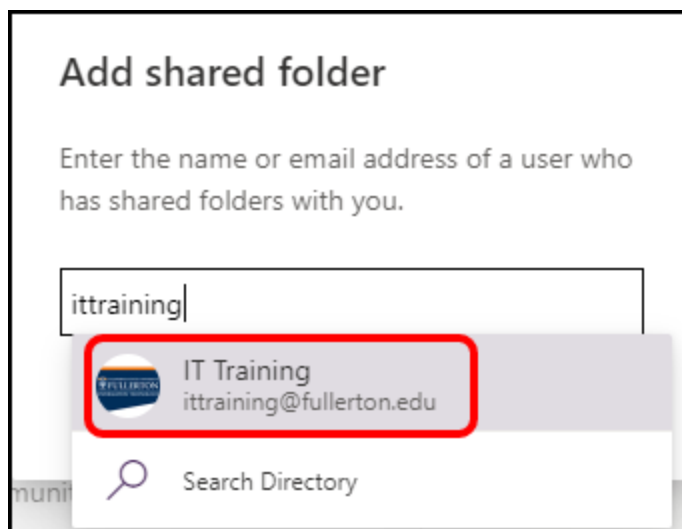 Add shared folder
Enter the name or email address of a user who
has shared folders with you.
ittraining
IT Training
FULLERTON
ittraining@fullerton.edu
Search Directory